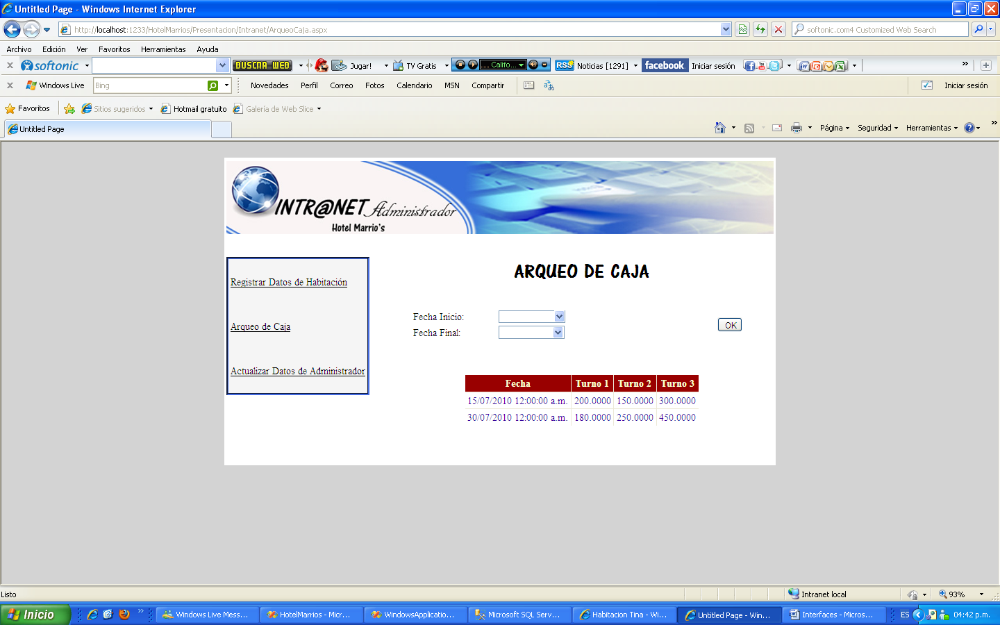 Untitled Page - Windows Internet Explorer
http://localhost:1233/HotelMarrios/Presentacion/Intranet/ArqueoCaja.aspx
softonic.com4 Customized Web Search
Archivo Edición Ver Favoritos Herramientas Ayuda
softonic BUSCAR WEB Jugar! TV Gratis ..... Califo... RSS Noticias [1291] facebook Iniciar sesión
Windows Live Bing Novedades Perfil Correo Fotos Calendario MSN Compartir Iniciar sesión
Favoritos Sitios sugeridos Hotmail gratuito Galería de Web Slice
Untitled Page Página Seguridad Herramientas
INTR@NET Administrador
Hotel Marrio's
Registrar Datos de Habitación
Arqueo de Caja
Actualizar Datos de Administrador
ARQUEO DE CAJA
Fecha Inicio:
Fecha Final:
OK
Fecha Turno 1 Turno 2 Turno 3
15/07/2010 12:00:00 a.m. 200.0000 150.0000 300.0000
30/07/2010 12:00:00 a.m. 180.0000 250.0000 450.0000
Listo Intranet local 93%
Inicio Windows Live Mess... HotelMarrios - Micr... WindowsApplicatio... Microsoft SQL Serv... Habitacion Tina - Wi... Untitled Page - Win... Interfaces - Micros... ES 04:42 p.m.